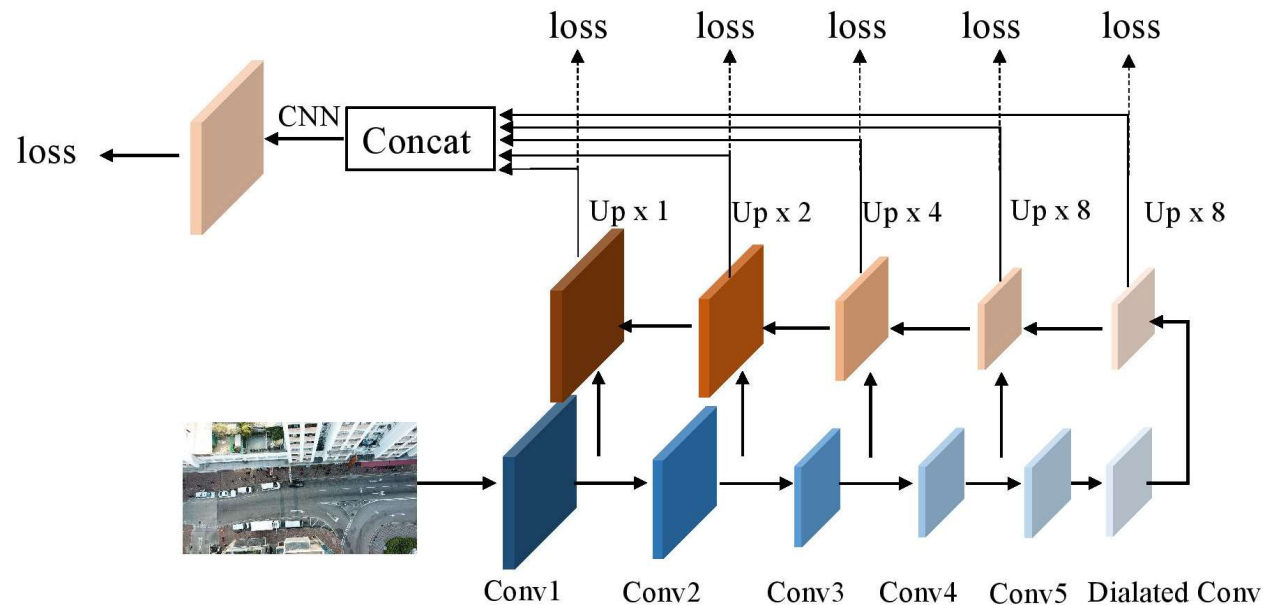 loss loss loss loss loss
CNN
Concat
loss
Up x 1 Up x 2 Up x 4 Up x 8 Up x 8
Conv1 Conv2 Conv3 Conv4 Conv5 Dialated Conv